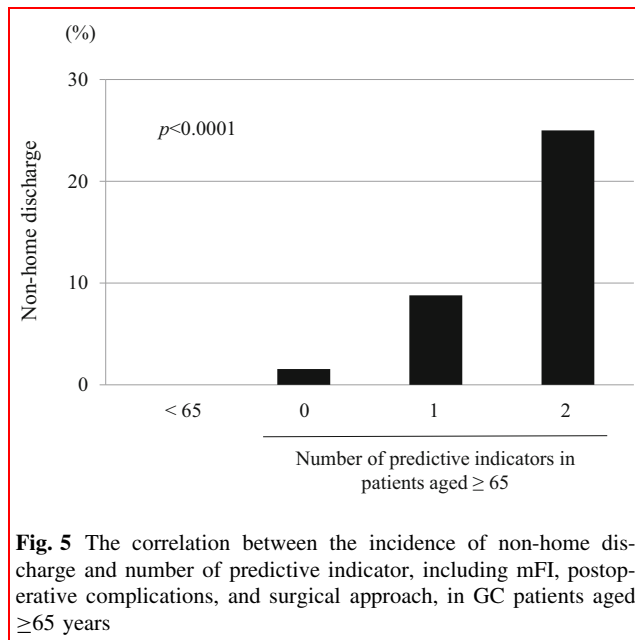 (%)
30
p<0.0001
20
Non-home discharge
10
0
< 65 0 1 2
Number of predictive indicators in
patients aged ≥ 65
Fig. 5 The correlation between the incidence of non-home dis-
charge and number of predictive indicator, including mFI, postop-
erative complications, and surgical approach, in GC patients aged
≥65 years